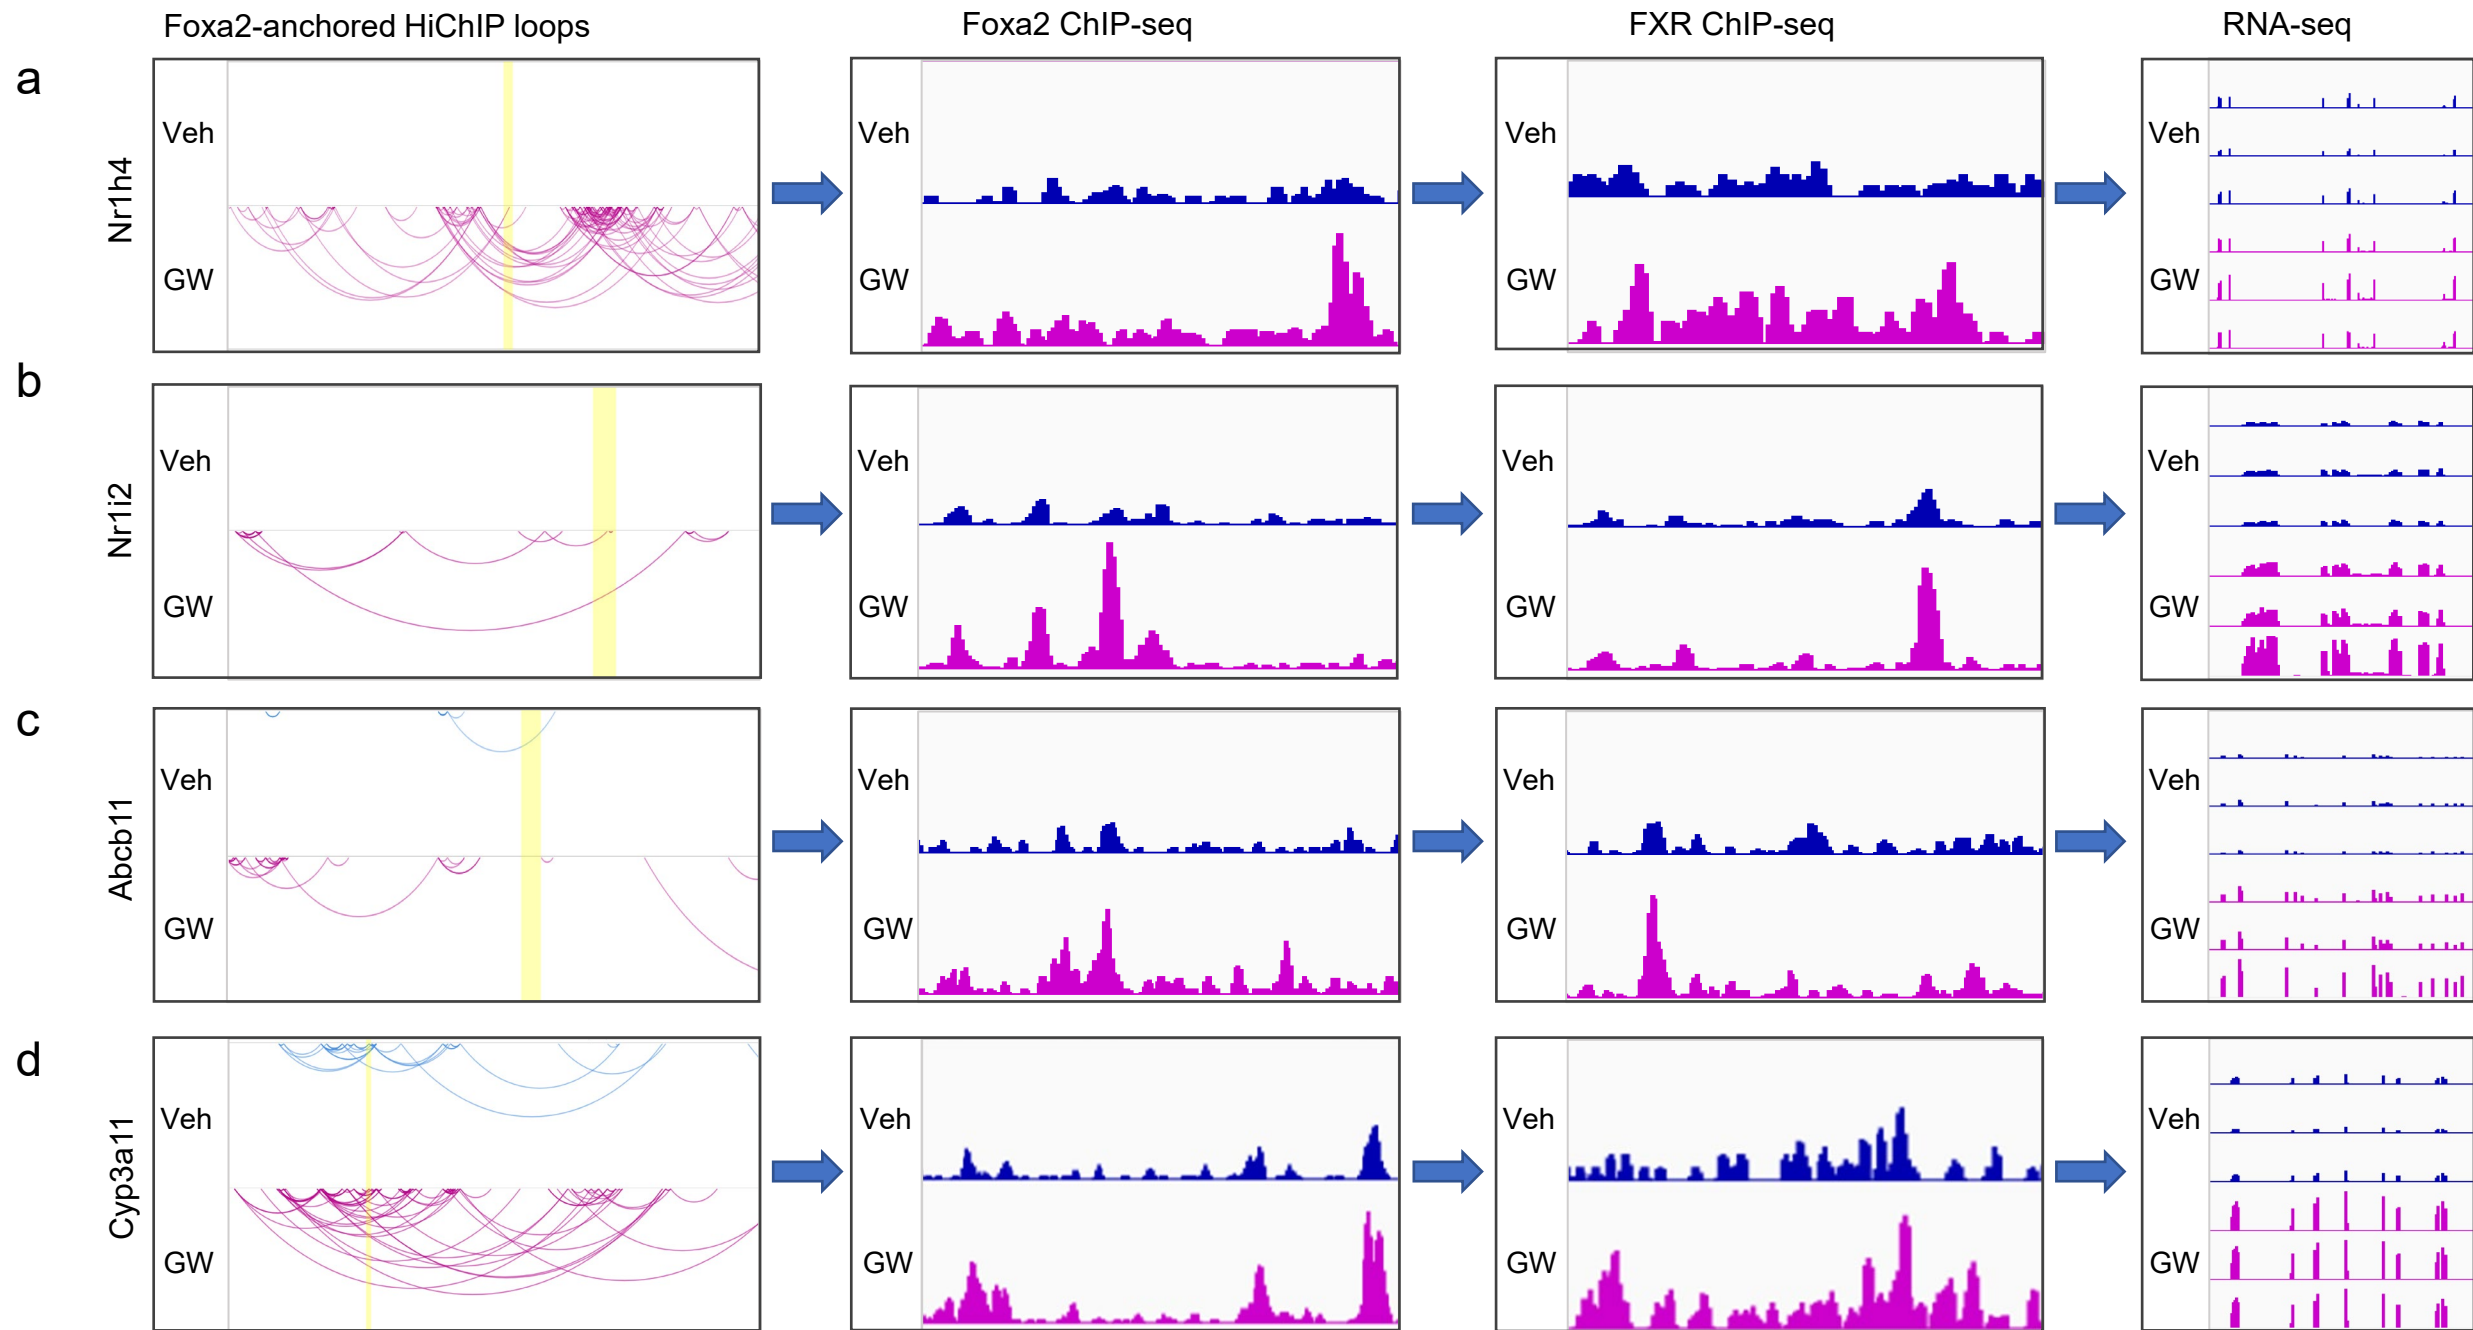 Foxa2-anchored HiChIP loops
Foxa2 ChIP-seq
FXR ChIP-seq
RNA-seq
a
Nr1h4
Veh
GW
Veh
GW
Veh
GW
Veh
GW
b
Nr1i2
Veh
GW
Veh
GW
Veh
GW
Veh
GW
c
Abcb11
Veh
GW
Veh
GW
Veh
GW
Veh
GW
d
Cyp3a11
Veh
GW
Veh
GW
Veh
GW
Veh
GW